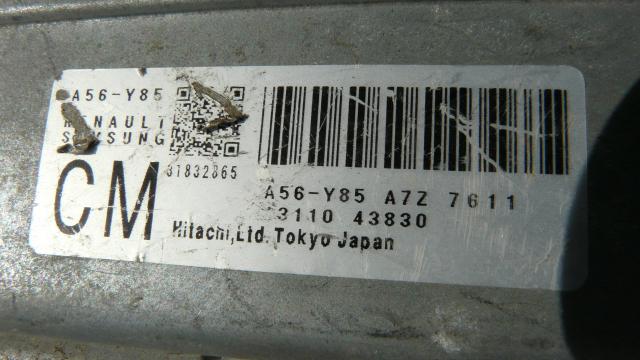 A56-Y85
RENAULT
SAMSUNG
31832865
CM
A56-Y85 A7Z 7611
3110 43830
Hitachi,Ltd. Tokyo Japan